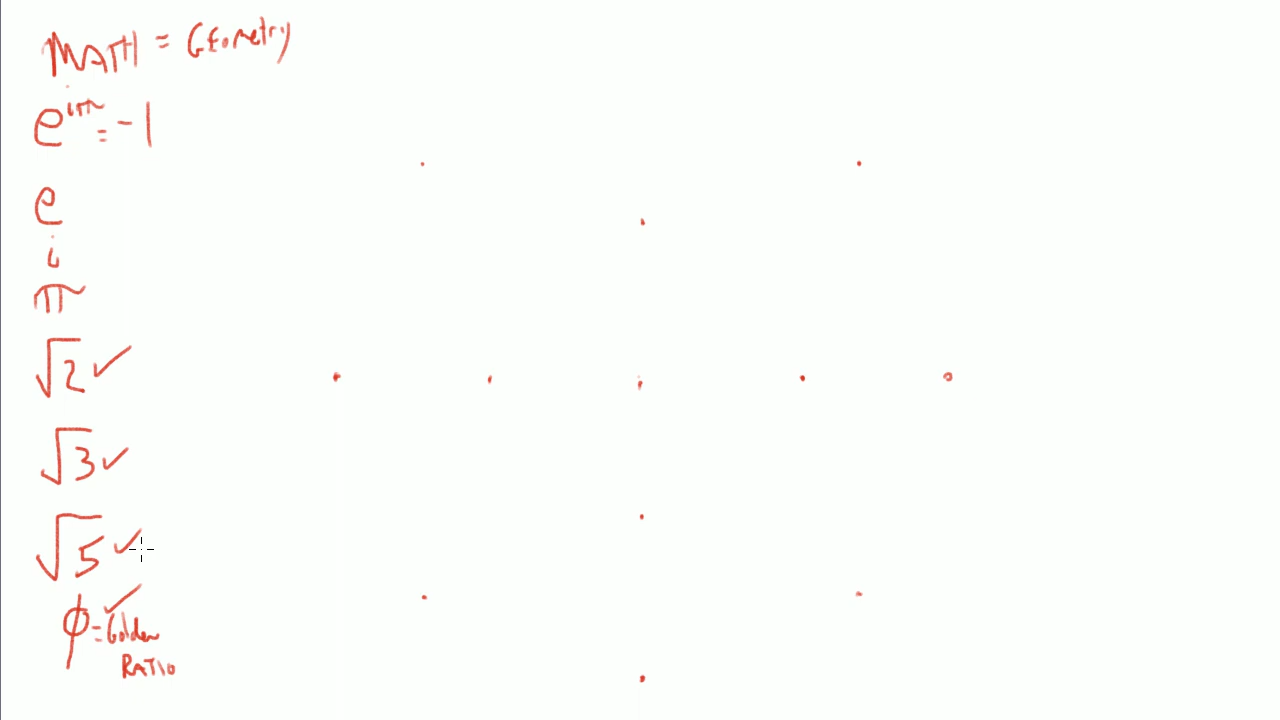 MATH = GEOMETRY
e^iπ = -1
e
i
π
√2 ✓
√3 ✓
√5 ✓
ϕ = Golden ✓
RATIO